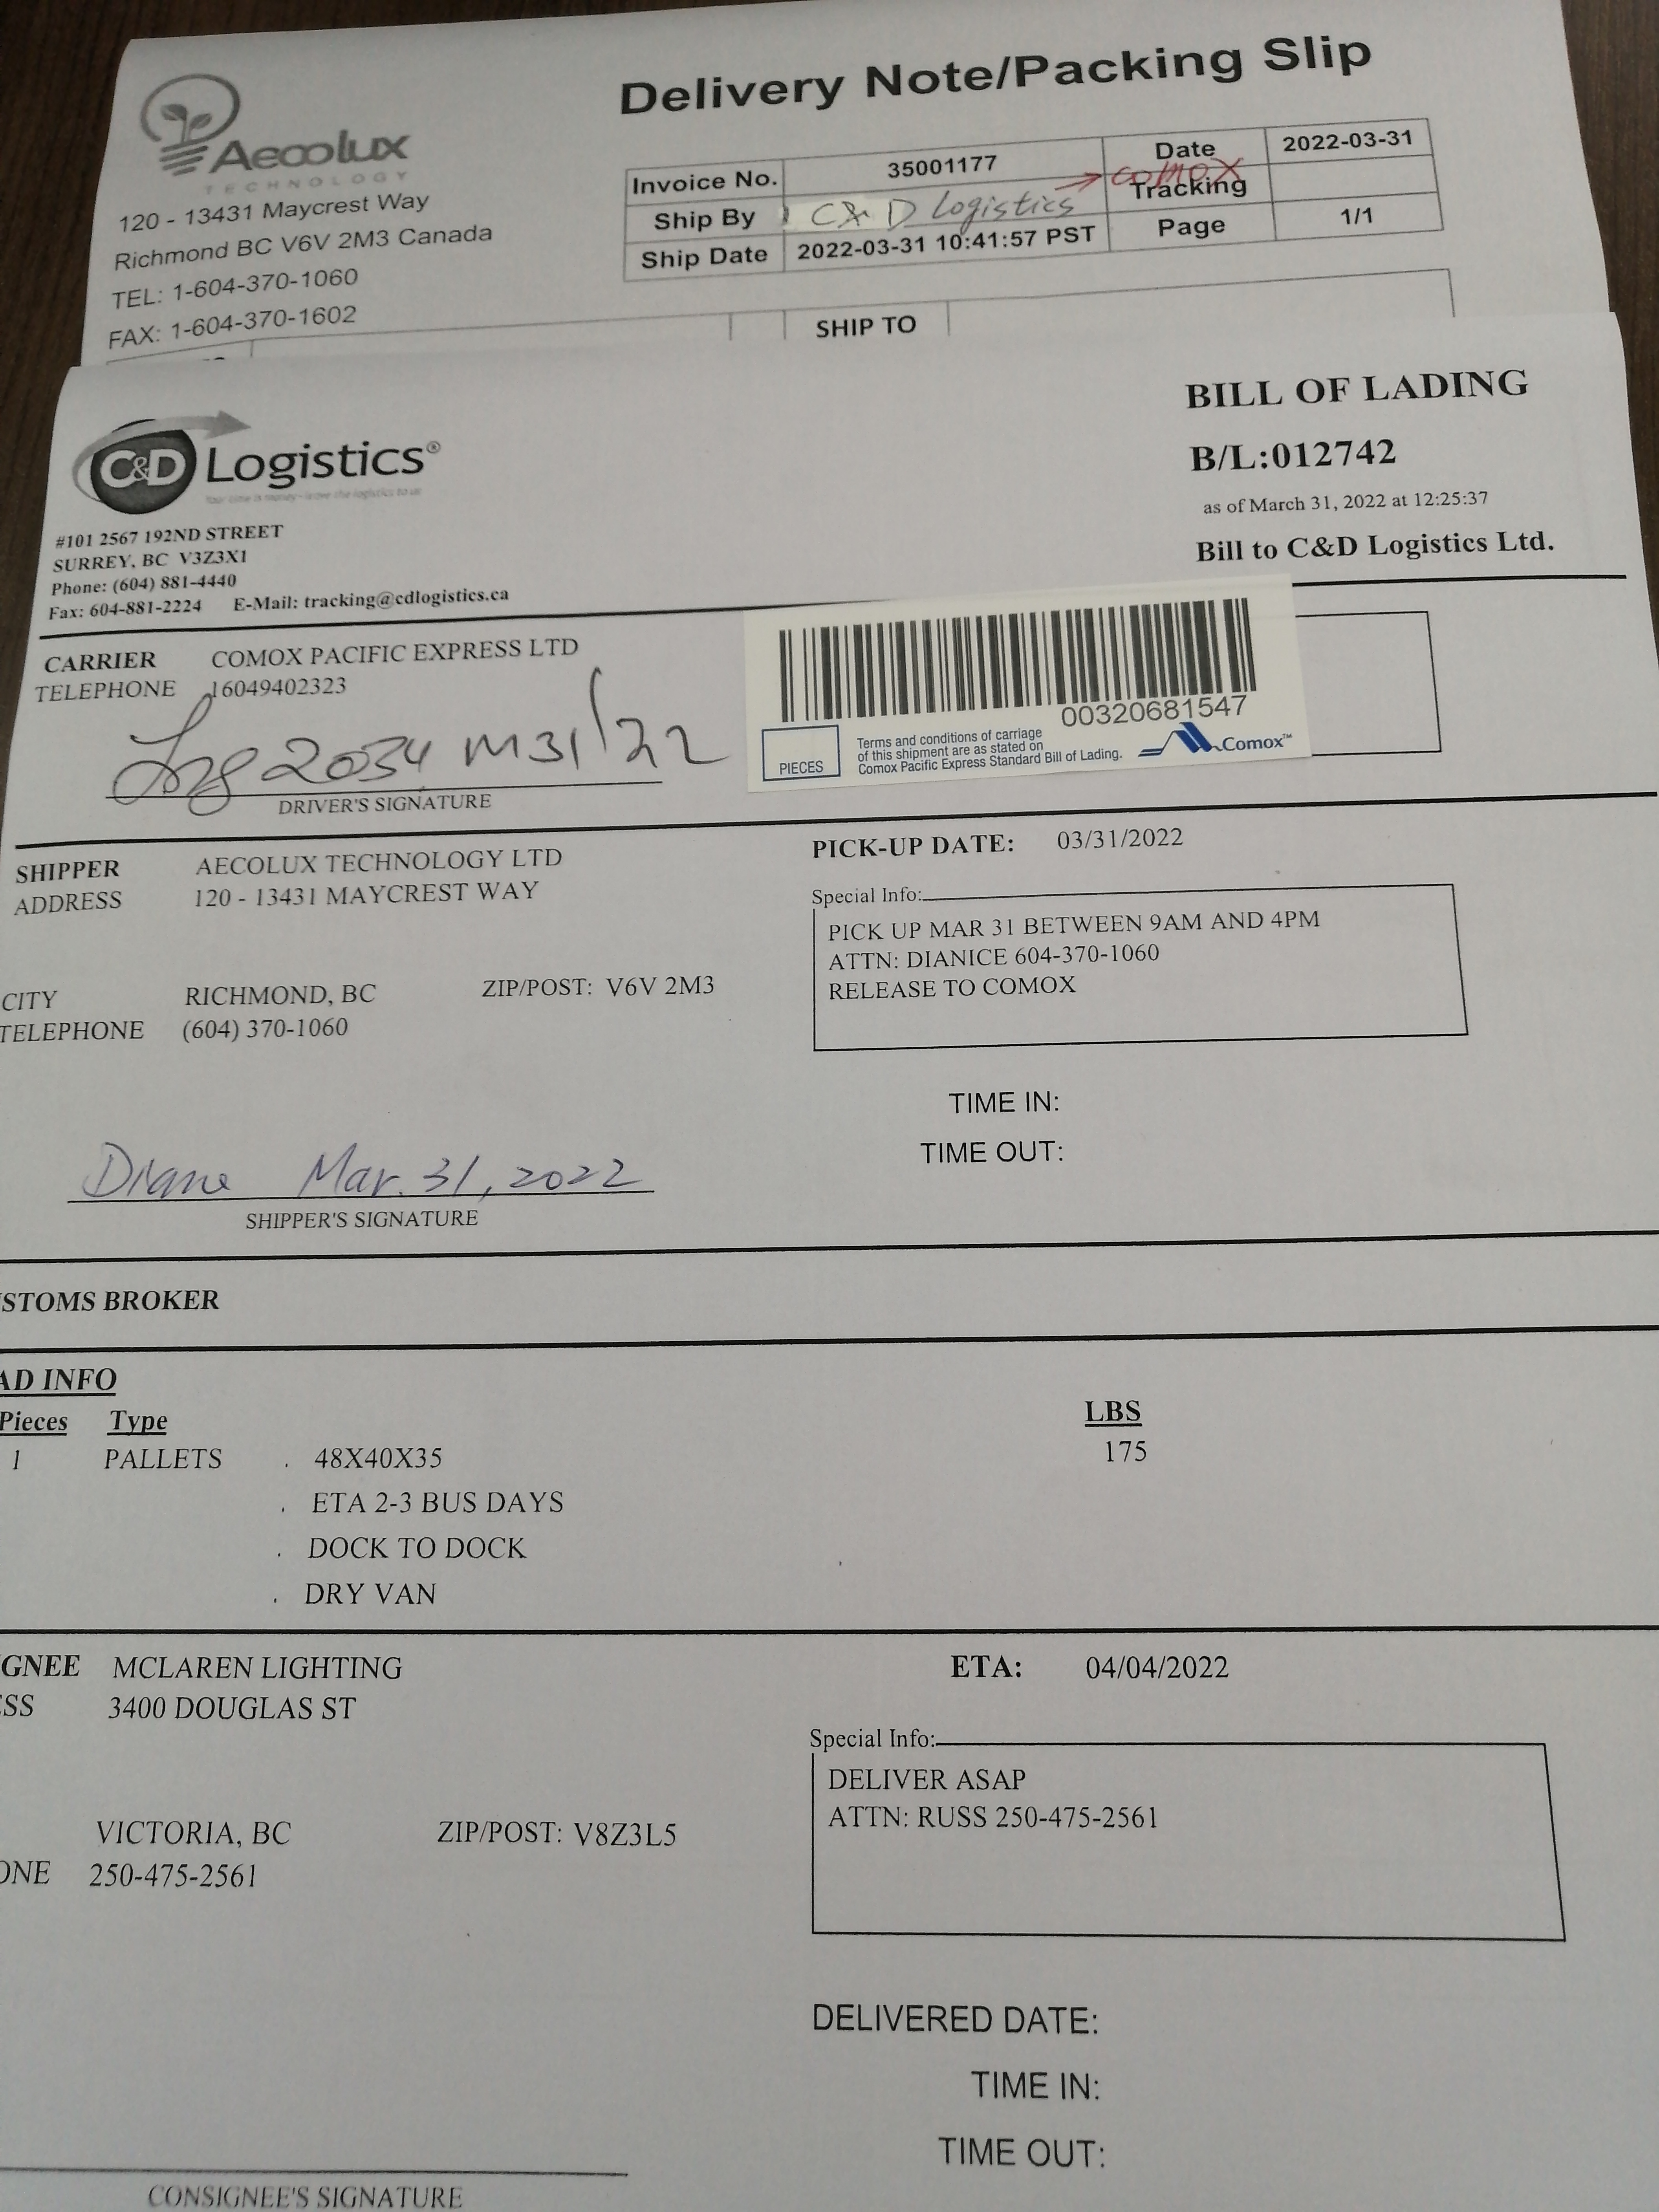 Aecolux
TECHNOLOGY
120 - 13431 Maycrest Way
Richmond BC V6V 2M3 Canada
TEL: 1-604-370-1060
FAX: 1-604-370-1602
Delivery Note/Packing Slip
Invoice No. 35001177 Date 2022-03-31
Ship By C&D Logistics → comox Tracking
Ship Date 2022-03-31 10:41:57 PST Page 1/1
SHIP TO
C&D Logistics®
Your time is money - leave the logistics to us
#101 2567 192ND STREET
SURREY, BC V3Z3X1
Phone: (604) 881-4440
Fax: 604-881-2224 E-Mail: tracking@cdlogistics.ca
BILL OF LADING
B/L:012742
as of March 31, 2022 at 12:25:37
Bill to C&D Logistics Ltd.
CARRIER COMOX PACIFIC EXPRESS LTD
TELEPHONE 16049402323
2034 M31/22
DRIVER'S SIGNATURE
00320681547
PIECES
Terms and conditions of carriage
of this shipment are as stated on
Comox Pacific Express Standard Bill of Lading.
Comox™
SHIPPER AECOLUX TECHNOLOGY LTD
ADDRESS 120 - 13431 MAYCREST WAY
CITY RICHMOND, BC ZIP/POST: V6V 2M3
TELEPHONE (604) 370-1060
PICK-UP DATE: 03/31/2022
Special Info:
PICK UP MAR 31 BETWEEN 9AM AND 4PM
ATTN: DIANICE 604-370-1060
RELEASE TO COMOX
TIME IN:
TIME OUT:
Diane Mar. 31, 2022
SHIPPER'S SIGNATURE
STOMS BROKER
AD INFO
Pieces Type LBS
1 PALLETS . 48X40X35 175
. ETA 2-3 BUS DAYS
. DOCK TO DOCK
. DRY VAN
GNEE MCLAREN LIGHTING
ESS 3400 DOUGLAS ST
VICTORIA, BC ZIP/POST: V8Z3L5
ONE 250-475-2561
ETA: 04/04/2022
Special Info:
DELIVER ASAP
ATTN: RUSS 250-475-2561
DELIVERED DATE:
TIME IN:
TIME OUT:
CONSIGNEE'S SIGNATURE